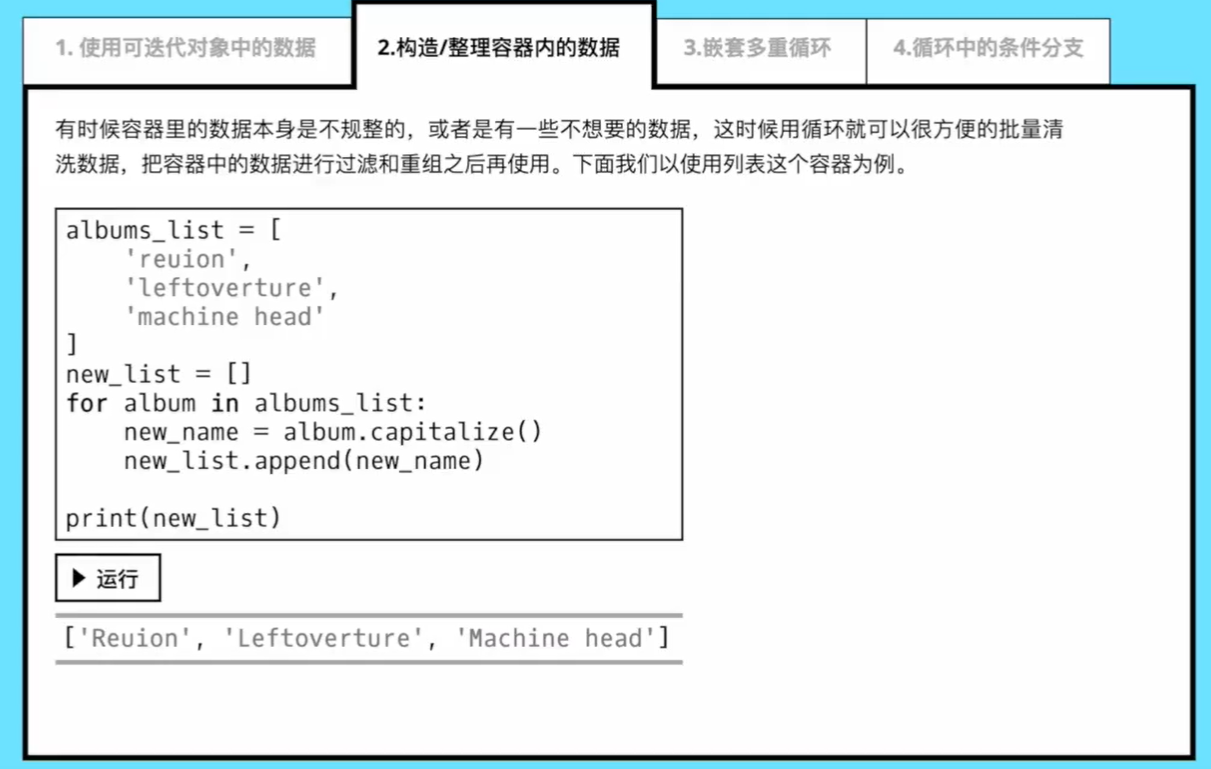 1. 使用可迭代对象中的数据
2.构造/整理容器内的数据
3.嵌套多重循环
4.循环中的条件分支
有时候容器里的数据本身是不规整的，或者是有一些不想要的数据，这时候用循环就可以很方便的批量清
洗数据，把容器中的数据进行过滤和重组之后再使用。下面我们以使用列表这个容器为例。
albums_list = [
    'reuion',
    'leftoverture',
    'machine head'
]
new_list = []
for album in albums_list:
    new_name = album.capitalize()
    new_list.append(new_name)
print(new_list)
▶ 运行
['Reuion', 'Leftoverture', 'Machine head']